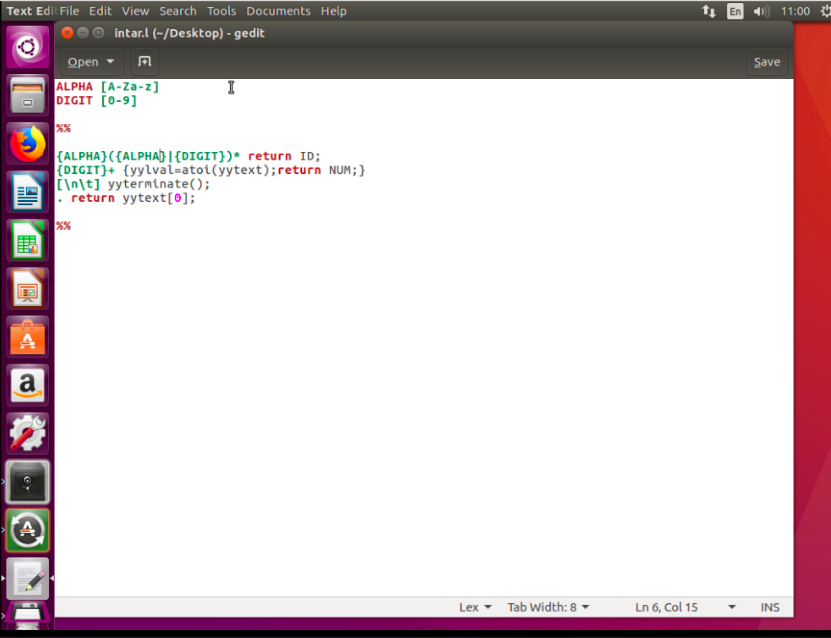 Text Edi File Edit View Search Tools Documents Help En 11:00
intar.l (~/Desktop) - gedit
Open Save
ALPHA [A-Za-z]
DIGIT [0-9]
%%
{ALPHA}({ALPHA}|{DIGIT})* return ID;
{DIGIT}+ {yylval=atoi(yytext);return NUM;}
[\n\t] yyterminate();
. return yytext[0];
%%
Lex Tab Width: 8 Ln 6, Col 15 INS